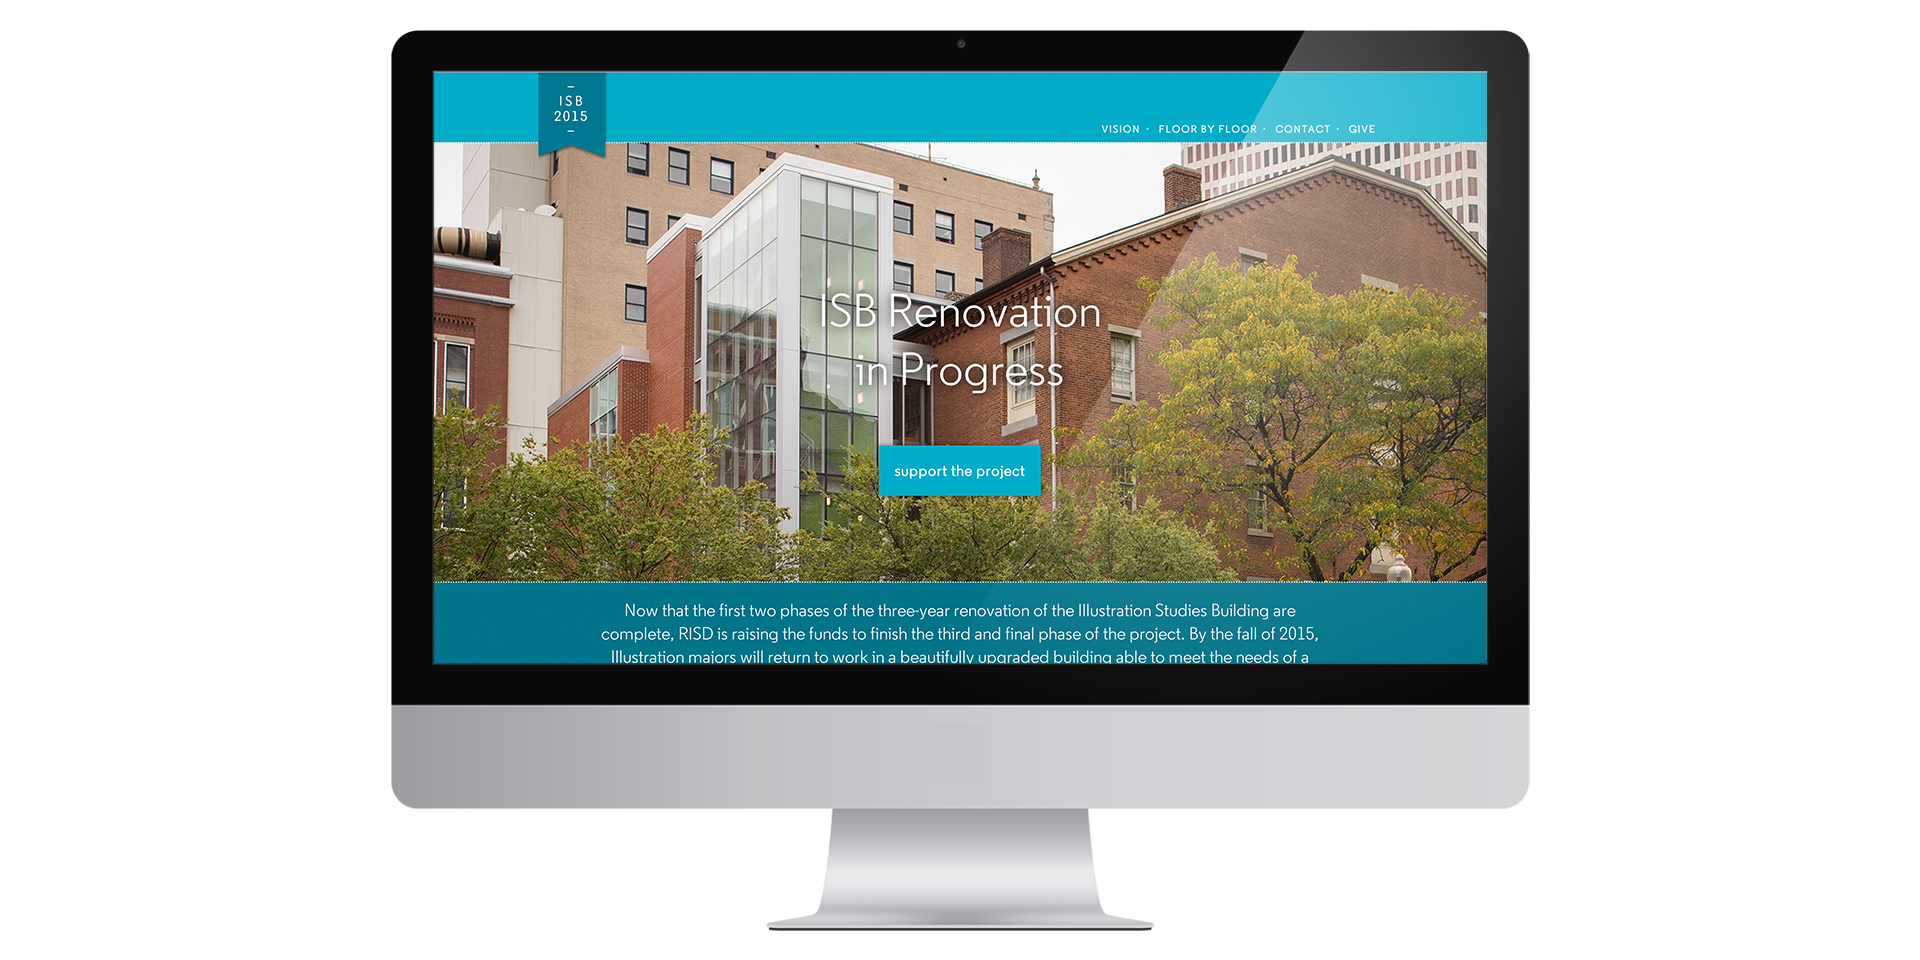 ISB
2015
VISION · FLOOR BY FLOOR · CONTACT · GIVE
ISB Renovation
in Progress
support the project
Now that the first two phases of the three-year renovation of the Illustration Studies Building are
complete, RISD is raising the funds to finish the third and final phase of the project. By the fall of 2015,
Illustration majors will return to work in a beautifully upgraded building able to meet the needs of a